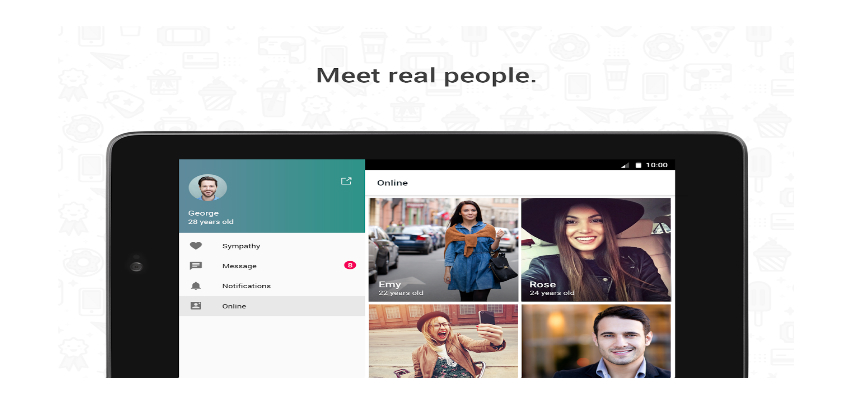 Meet real people.
10:00
George
28 years old
Online
Sympathy
Message
8
Notifications
Online
Emy
22 years old
Rose
24 years old